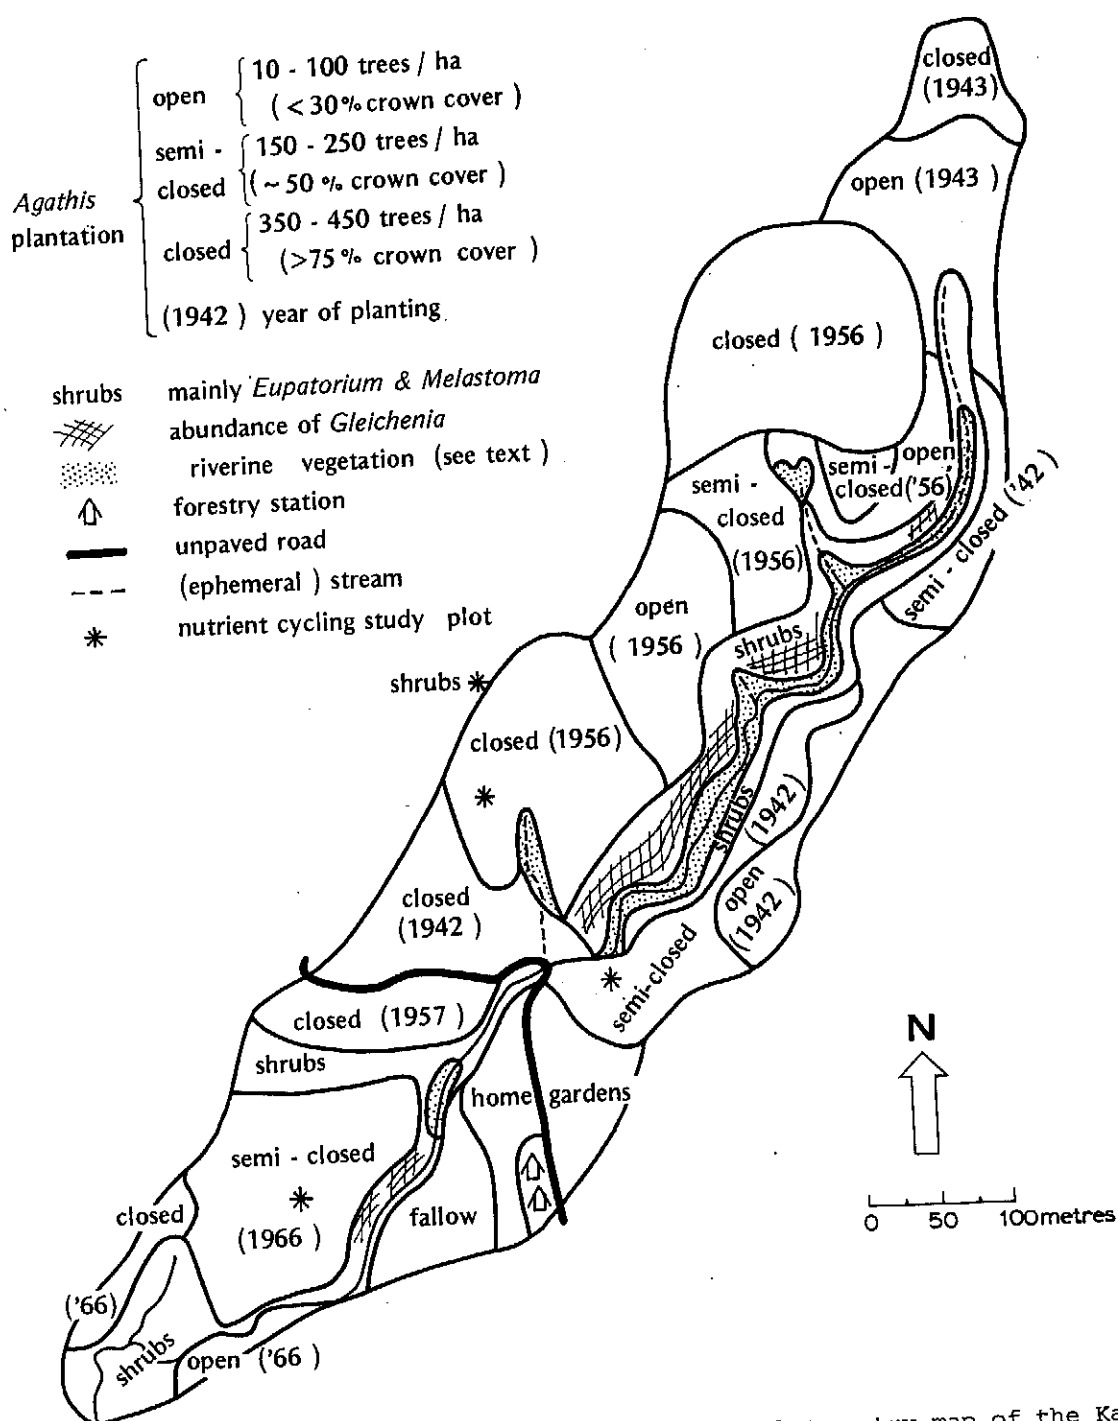 Agathis
plantation
open
10 - 100 trees / ha
( < 30% crown cover )
semi -
closed
150 - 250 trees / ha
( ~ 50 % crown cover )
closed
350 - 450 trees / ha
(>75 % crown cover )
(1942 ) year of planting
shrubs mainly Eupatorium & Melastoma
abundance of Gleichenia
riverine vegetation (see text )
forestry station
unpaved road
(ephemeral ) stream
nutrient cycling study plot
closed
(1943)
open (1943 )
closed ( 1956 )
open
semi -
closed('56)
semi -
closed
(1956)
semi - closed ('42 )
open
( 1956 )
shrubs
shrubs
closed (1956)
shrubs
(1942 )
open
(1942 )
closed
(1942 )
semi-closed
closed (1957 )
shrubs
home gardens
semi - closed
(1966 )
fallow
closed
('66)
shrubs
open ('66 )
N
0 50 100metres
map of the Ka